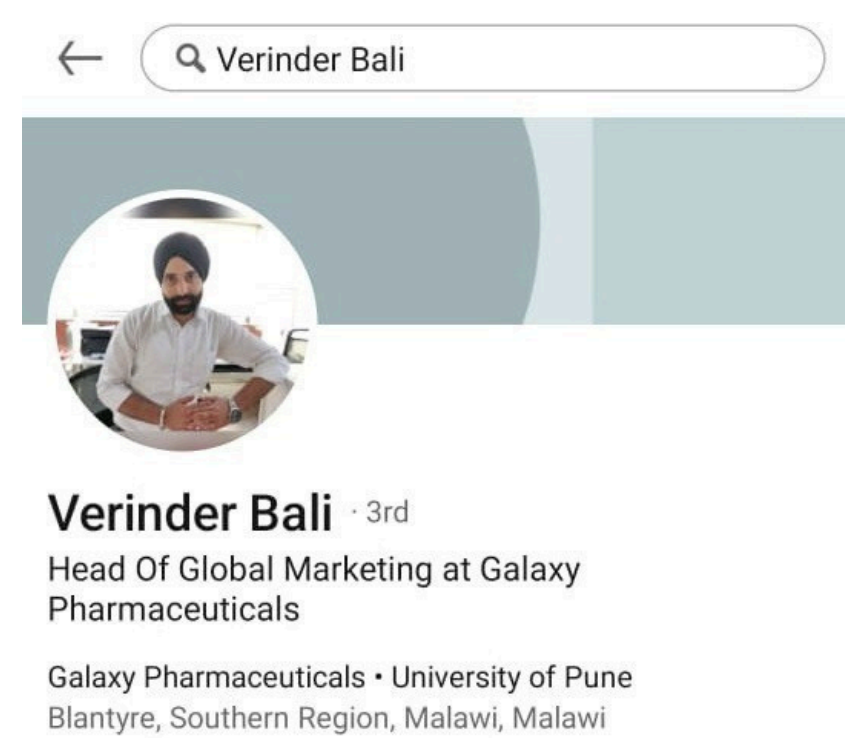 Verinder Bali
Verinder Bali · 3rd
Head Of Global Marketing at Galaxy
Pharmaceuticals
Galaxy Pharmaceuticals • University of Pune
Blantyre, Southern Region, Malawi, Malawi